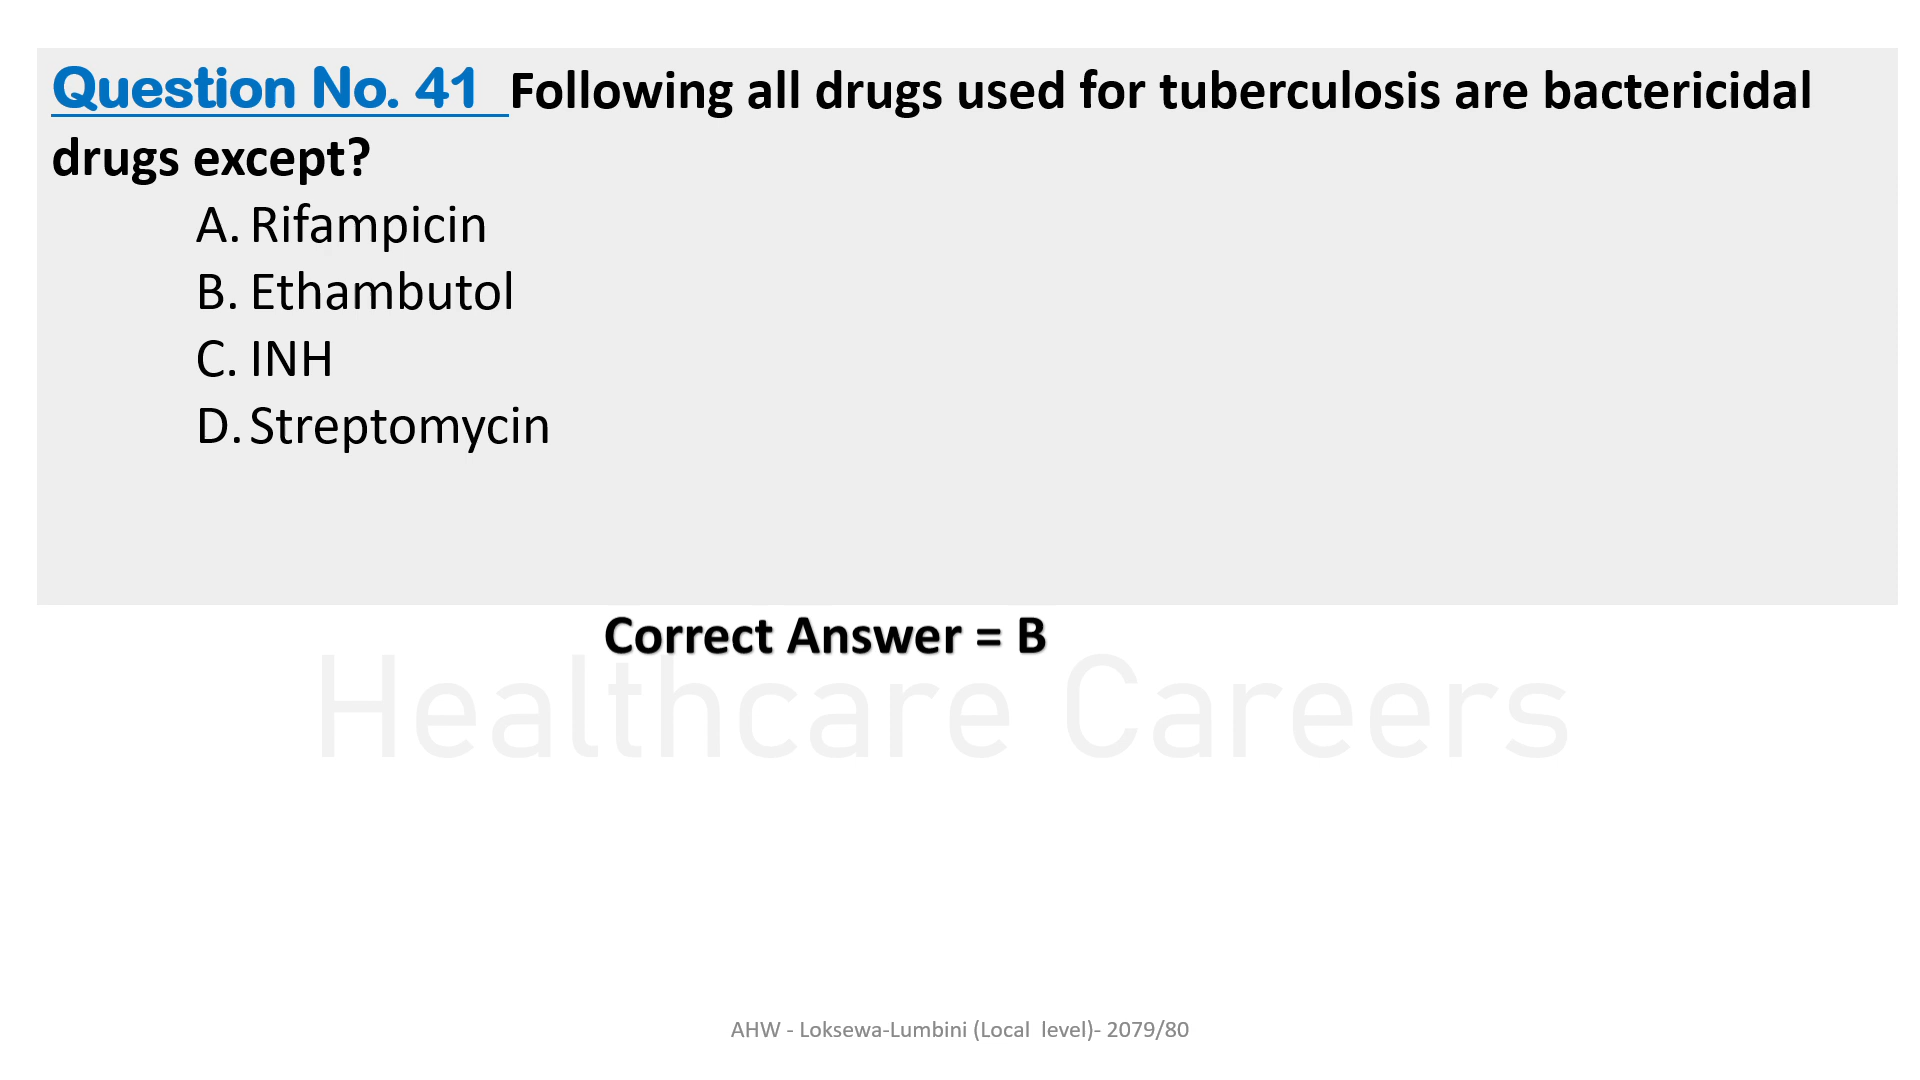 Question No. 41 Following all drugs used for tuberculosis are bactericidal
drugs except?
A. Rifampicin
B. Ethambutol
C. INH
D. Streptomycin
Correct Answer = B
Healthcare Careers
AHW - Loksewa-Lumbini (Local level)- 2079/80